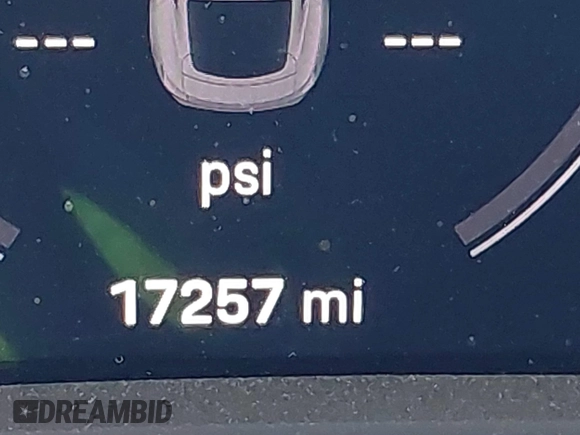 --- ---
psi
17257 mi
DREAMBID